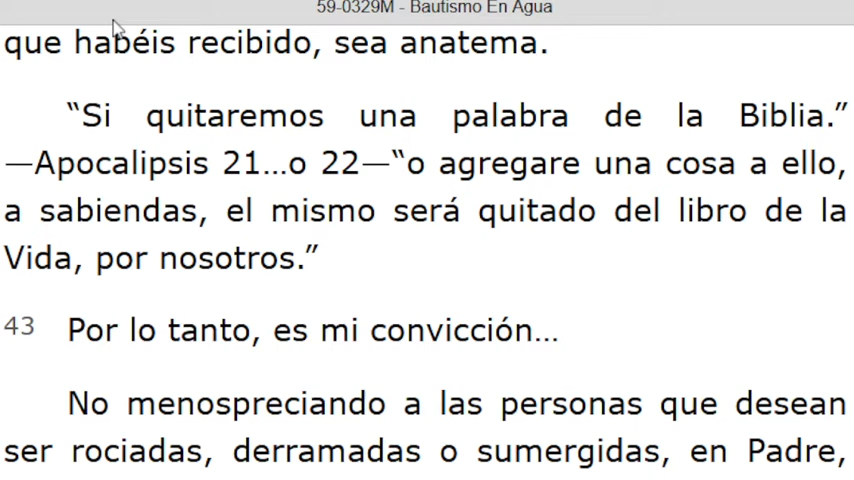 59-0329M - Bautismo En Agua
que habéis recibido, sea anatema.
“Si quitaremos una palabra de la Biblia.”
—Apocalipsis 21…o 22—“o agregare una cosa a ello,
a sabiendas, el mismo será quitado del libro de la
Vida, por nosotros.”
43 Por lo tanto, es mi convicción…
No menospreciando a las personas que desean
ser rociadas, derramadas o sumergidas, en Padre,